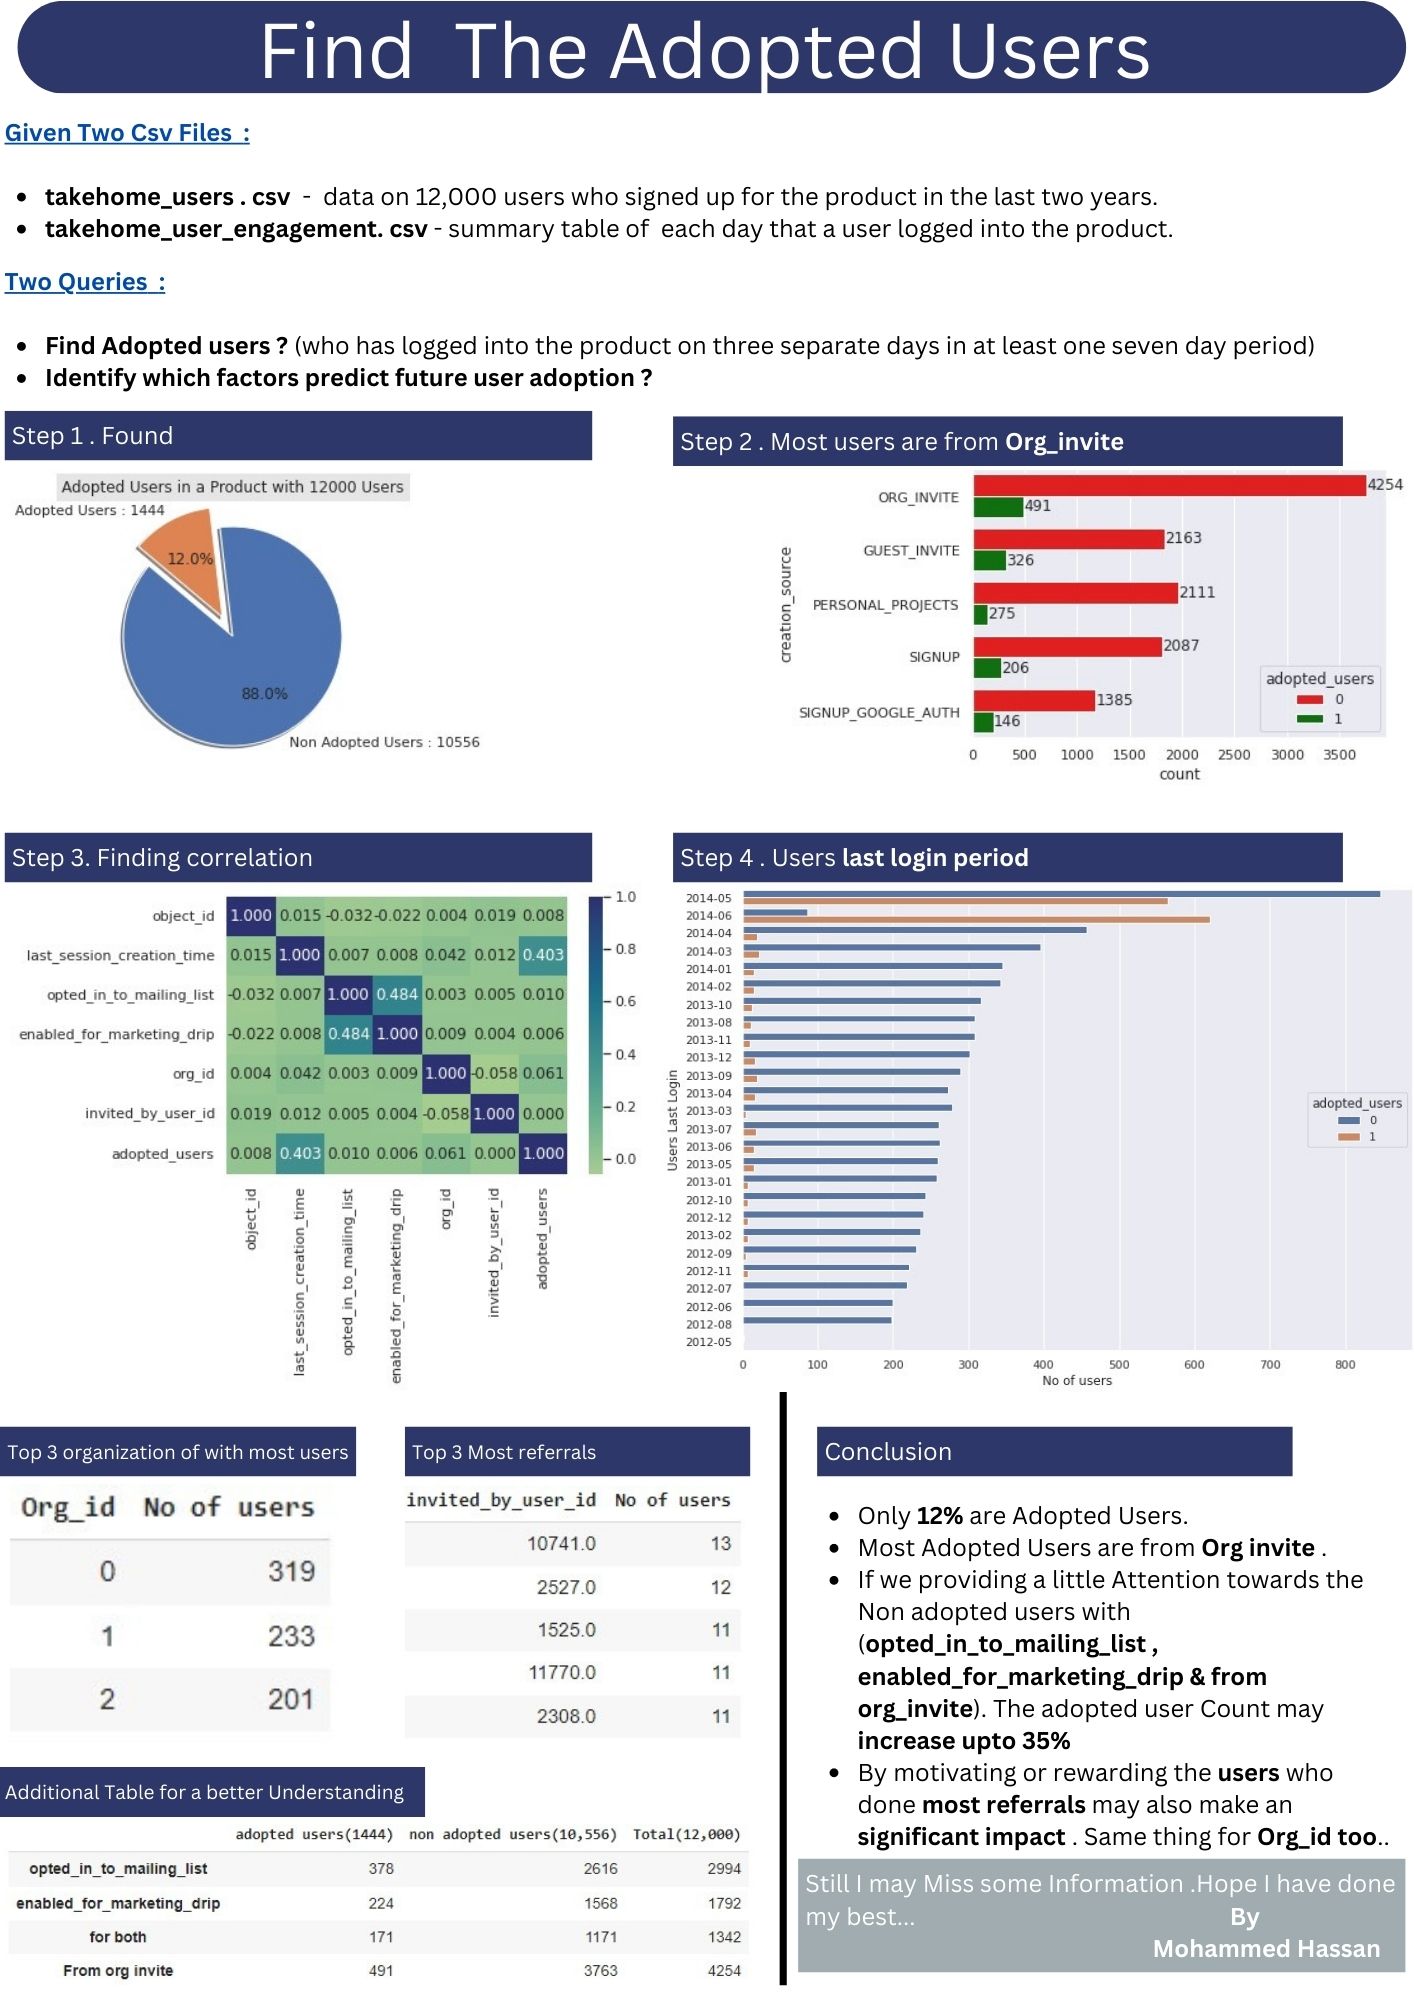 Find The Adopted Users
Given Two Csv Files :
takehome_users . csv - data on 12,000 users who signed up for the product in the last two years.
takehome_user_engagement. csv - summary table of each day that a user logged into the product.
Two Queries :
Find Adopted users ? (who has logged into the product on three separate days in at least one seven day period)
Identify which factors predict future user adoption ?
Step 1 . Found
Adopted Users in a Product with 12000 Users
Adopted Users : 1444
12.0%
88.0%
Non Adopted Users : 10556
Step 2 . Most users are from Org_invite
creation_source
ORG_INVITE 4254
491
GUEST_INVITE 2163
326
PERSONAL_PROJECTS 2111
275
SIGNUP 2087
206
SIGNUP_GOOGLE_AUTH 1385
146
adopted_users
0
1
0 500 1000 1500 2000 2500 3000 3500
count
Step 3. Finding correlation
object_id 1.000 0.015 -0.032 -0.022 0.004 0.019 0.008
last_session_creation_time 0.015 1.000 0.007 0.008 0.042 0.012 0.403
opted_in_to_mailing_list -0.032 0.007 1.000 0.484 0.003 0.005 0.010
enabled_for_marketing_drip -0.022 0.008 0.484 1.000 0.009 0.004 0.006
org_id 0.004 0.042 0.003 0.009 1.000 -0.058 0.061
invited_by_user_id 0.019 0.012 0.005 0.004 -0.058 1.000 0.000
adopted_users 0.008 0.403 0.010 0.006 0.061 0.000 1.000
object_id
last_session_creation_time
opted_in_to_mailing_list
enabled_for_marketing_drip
org_id
invited_by_user_id
adopted_users
1.0
0.8
0.6
0.4
0.2
0.0
Step 4 . Users last login period
Users Last Login
2014-05
2014-06
2014-04
2014-03
2014-01
2014-02
2013-10
2013-08
2013-11
2013-12
2013-09
2013-04
2013-03
2013-07
2013-06
2013-05
2013-01
2012-10
2012-12
2013-02
2012-09
2012-11
2012-07
2012-06
2012-08
2012-05
adopted_users
0
1
0 100 200 300 400 500 600 700 800
No of users
Top 3 organization of with most users
Org_id No of users
0 319
1 233
2 201
Top 3 Most referrals
invited_by_user_id No of users
10741.0 13
2527.0 12
1525.0 11
11770.0 11
2308.0 11
Additional Table for a better Understanding
adopted users(1444) non adopted users(10,556) Total(12,000)
opted_in_to_mailing_list 378 2616 2994
enabled_for_marketing_drip 224 1568 1792
for both 171 1171 1342
From org invite 491 3763 4254
Conclusion
Only 12% are Adopted Users.
Most Adopted Users are from Org invite .
If we providing a little Attention towards the
Non adopted users with
(opted_in_to_mailing_list ,
enabled_for_marketing_drip & from
org_invite). The adopted user Count may
increase upto 35%
By motivating or rewarding the users who
done most referrals may also make an
significant impact . Same thing for Org_id too..
Still I may Miss some Information .Hope I have done
my best... By
Mohammed Hassan